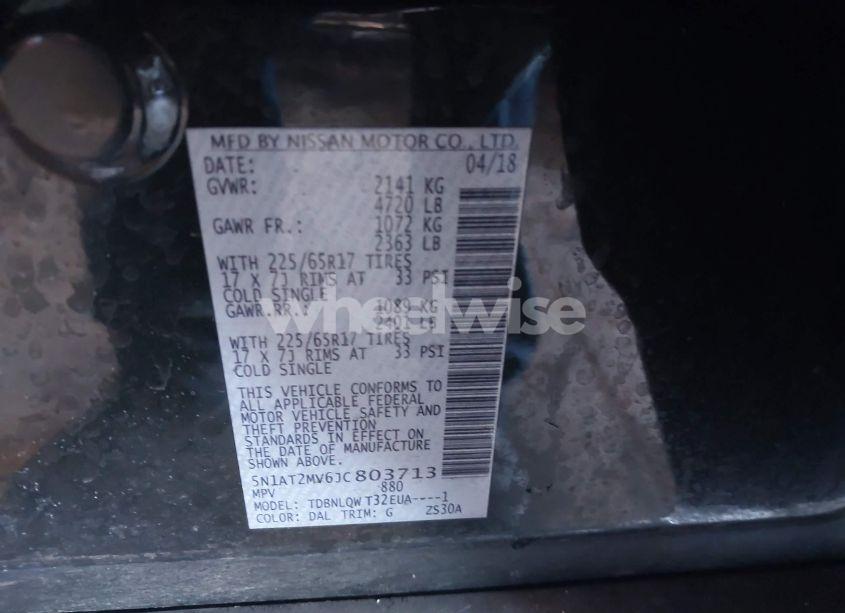 MFD BY NISSAN MOTOR CO., LTD.
DATE: 04/18
GVWR: 2141 KG
4720 LB
GAWR FR.: 1072 KG
2363 LB
WITH 225/65R17 TIRES
17 X 7J RIMS AT 33 PSI
COLD SINGLE
GAWR.RR.: 1089 KG
2401 LB
wheelwise
WITH 225/65R17 TIRES
17 X 7J RIMS AT 33 PSI
COLD SINGLE
THIS VEHICLE CONFORMS TO
ALL APPLICABLE FEDERAL
MOTOR VEHICLE SAFETY AND
THEFT PREVENTION
STANDARDS IN EFFECT ON
THE DATE OF MANUFACTURE
SHOWN ABOVE.
5N1AT2MV6JC803713
MPV 880
MODEL: TDBNLQW T32EUA----1
COLOR: DAL TRIM: G ZS30A